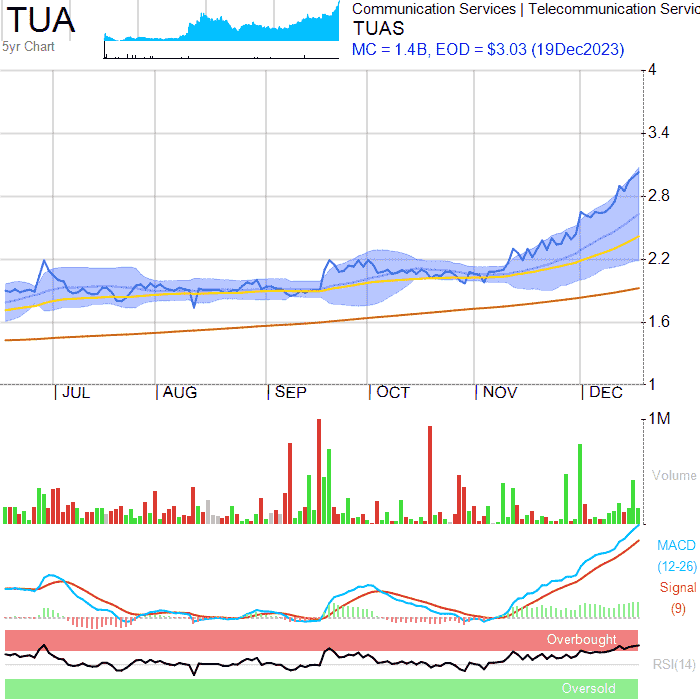 TUA
5yr Chart
Communication Services | Telecommunication Servic
TUAS
MC = 1.4B, EOD = $3.03 (19Dec2023)
4
3.4
2.8
2.2
1.6
1
JUL AUG SEP OCT NOV DEC
1M
Volume
MACD
(12-26)
Signal
(9)
Overbought
RSI(14)
Oversold